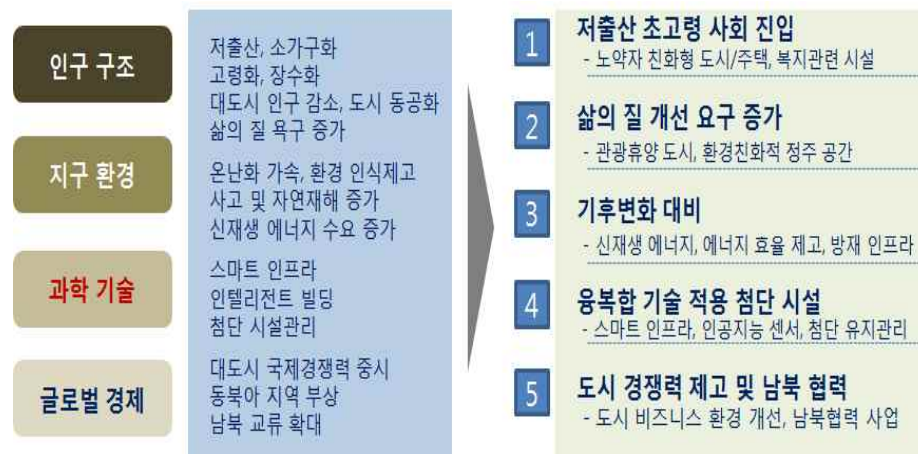 인구 구조
저출산, 소가구화
고령화, 장수화
대도시 인구 감소, 도시 동공화
삶의 질 욕구 증가
지구 환경
온난화 가속, 환경 인식제고
사고 및 자연재해 증가
신재생 에너지 수요 증가
과학 기술
스마트 인프라
인텔리전트 빌딩
첨단 시설관리
글로벌 경제
대도시 국제경쟁력 중시
동북아 지역 부상
남북 교류 확대
1 저출산 초고령 사회 진입
- 노약자 친화형 도시/주택, 복지관련 시설
2 삶의 질 개선 요구 증가
- 관광휴양 도시, 환경친화적 정주 공간
3 기후변화 대비
- 신재생 에너지, 에너지 효율 제고, 방재 인프라
4 융복합 기술 적용 첨단 시설
- 스마트 인프라, 인공지능 센서, 첨단 유지관리
5 도시 경쟁력 제고 및 남북 협력
- 도시 비즈니스 환경 개선, 남북협력 사업